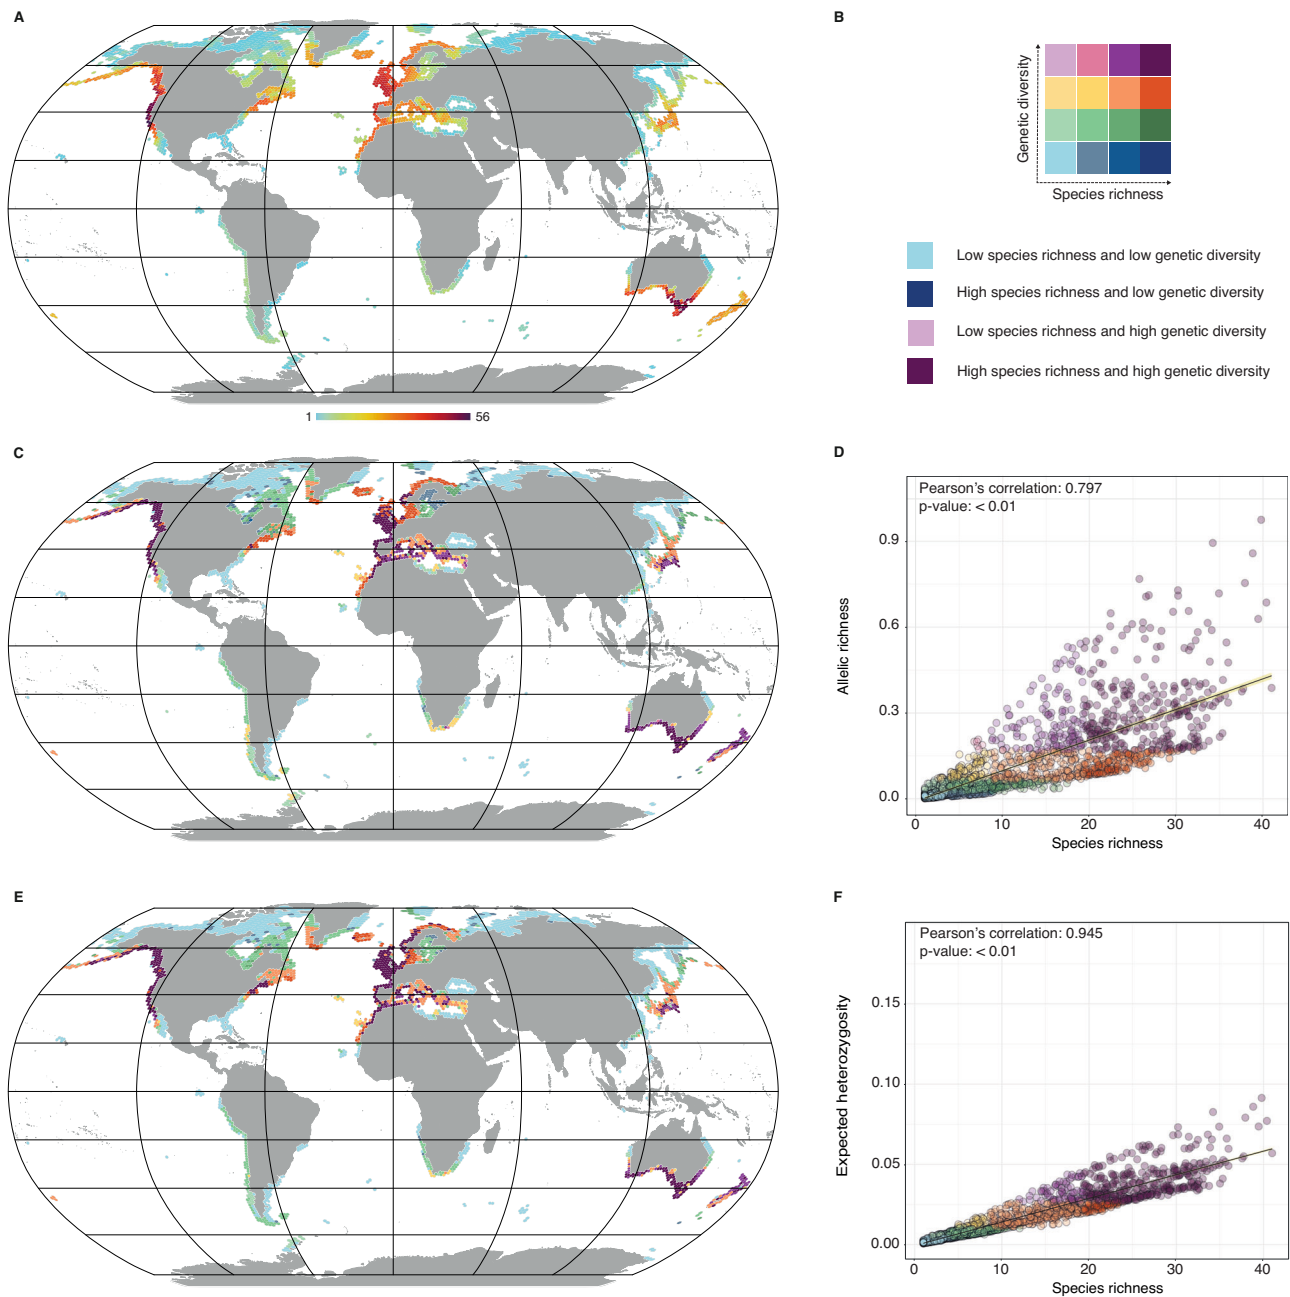 A
B
Genetic diversity
Species richness
Low species richness and low genetic diversity
High species richness and low genetic diversity
Low species richness and high genetic diversity
High species richness and high genetic diversity
1
56
C
D
Pearson's correlation: 0.797
p-value: < 0.01
Allelic richness
0.9
0.6
0.3
0.0
0
10
20
30
40
Species richness
E
F
Pearson's correlation: 0.945
p-value: < 0.01
Expected heterozygosity
0.15
0.10
0.05
0.00
0
10
20
30
40
Species richness